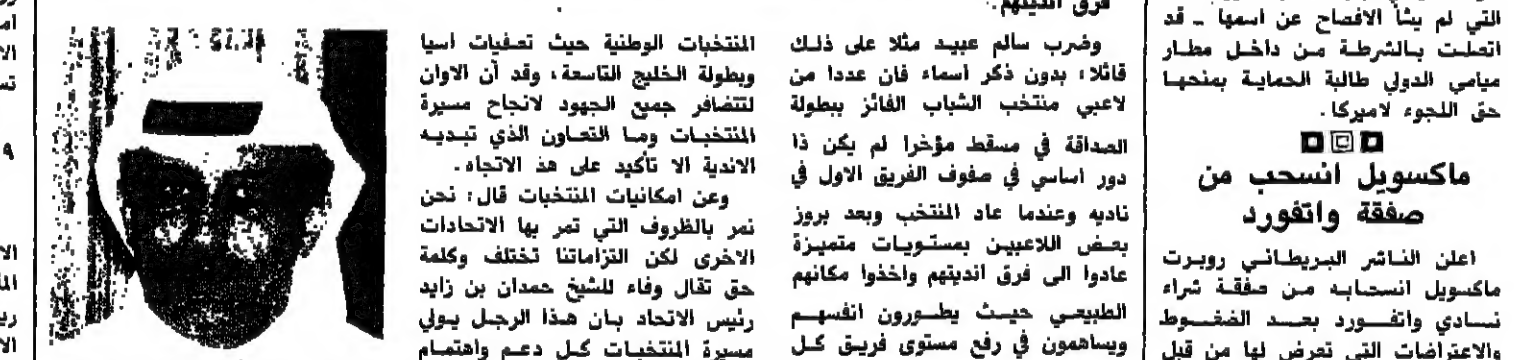 التي لم يشأ الافصاح عن اسمها ـ قد
اتصلت بالشرطة من داخل مطار
ميامي الدولي طالبة الحماية بمنحها
حق اللجوء لاميركا.
ماكسويل انسحب من
صفقة واتفورد
اعلن الناشر البريطاني روبرت
ماكسويل انسحابه من صفقة شراء
نادي واتفورد بعد الضغوط
والاعتراضات التي تعرض لها من قبل
فرق انديتهم.
وضرب سالم عبيد مثلا على ذلك
قائلا: بدون ذكر اسماء فان عددا من
لاعبي منتخب الشباب الفائز ببطولة
الصداقة في مسقط مؤخرا لم يكن ذا
دور اساسي في صفوف الفريق الاول في
ناديه وعندما عاد المنتخب وبعد بروز
بعض اللاعبين بمستويات متميزة
عادوا الى فرق انديتهم واخذوا مكانهم
الطبيعي حيث يطورون انفسهم
ويساهمون في رفع مستوى فريق كل
المنتخبات الوطنية حيث تصفيات اسيا
وبطولة الخليج التاسعة، وقد آن الاوان
لتتضافر جميع الجهود لانجاح مسيرة
المنتخبات وما التعاون الذي تبديه
الاندية الا تأكيد على هذ الاتجاه.
وعن امكانيات المنتخبات قال: نحن
نمر بالظروف التي تمر بها الاتحادات
الاخرى لكن التزاماتنا تختلف وكلمة
حق تقال وفاء للشيخ حمدان بن زايد
رئيس الاتحاد بان هذا الرجل يولي
مسيرة المنتخبات كل دعم واهتمام
٩